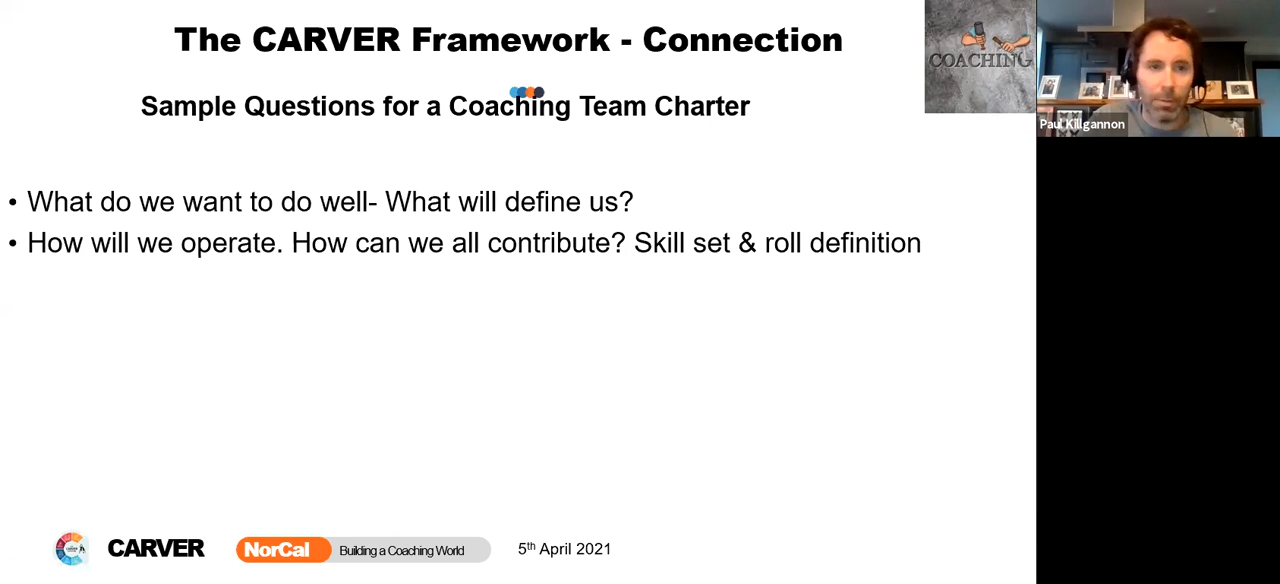 The CARVER Framework - Connection
COACHING
Paul Killgannon
Sample Questions for a Coaching Team Charter
• What do we want to do well- What will define us?
• How will we operate. How can we all contribute? Skill set & roll definition
CARVER
NorCal Building a Coaching World
5th April 2021